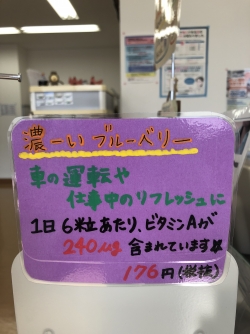 濃ーい ブルーベリー
車の運転や
仕事中のリフレッシュに
1日6粒あたり、ビタミンAが
240μg 含まれています
176円(税抜)